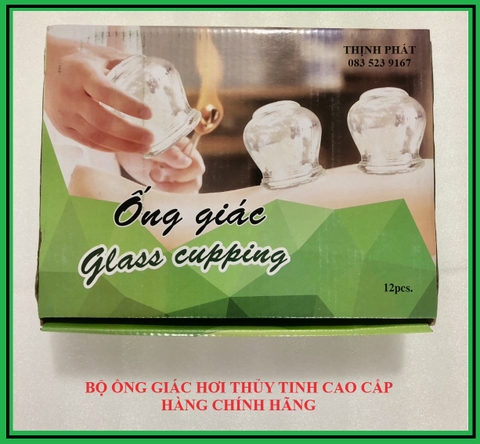 THỊNH PHÁT
083 523 9167
Ống giác
Glass cupping
12pcs.
BỘ ỐNG GIÁC HƠI THỦY TINH CAO CẤP
HÀNG CHÍNH HÃNG